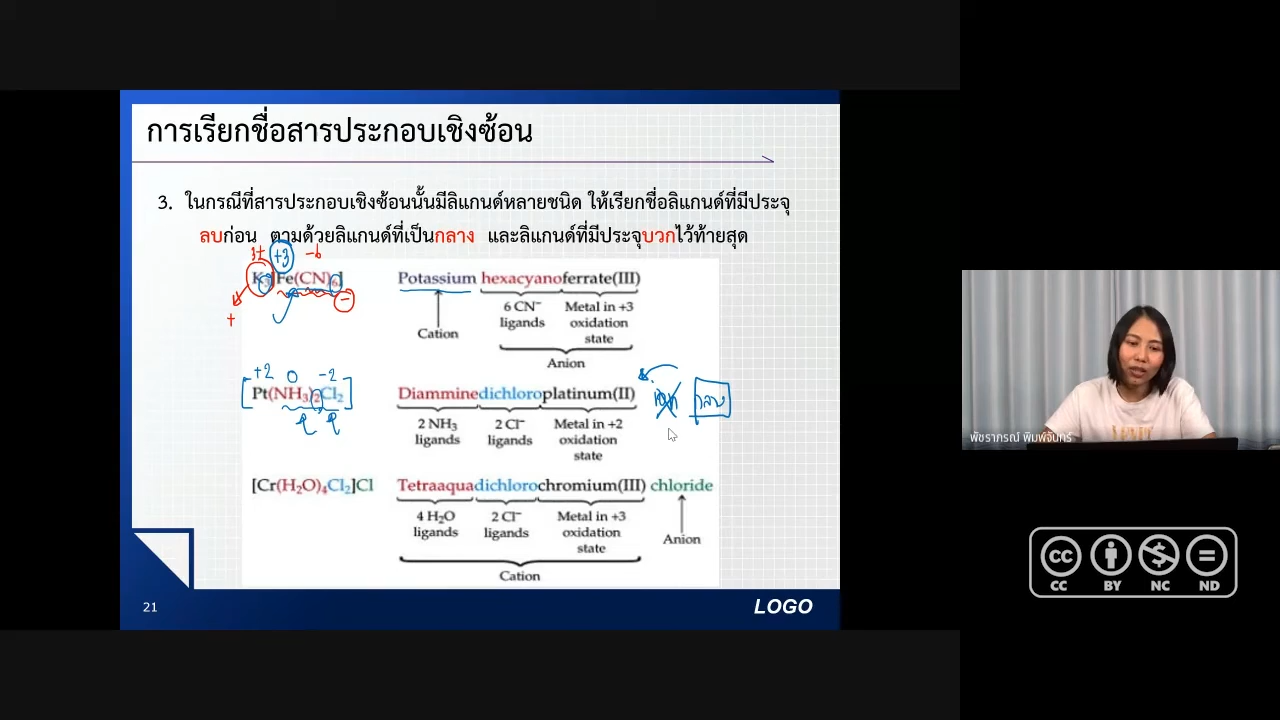 การเรียกชื่อสารประกอบเชิงซ้อน
3. ในกรณีที่สารประกอบเชิงซ้อนนั้นมีลิแกนด์หลายชนิด ให้เรียกชื่อลิแกนด์ที่มีประจุ
ลบก่อน ตามด้วยลิแกนด์ที่เป็นกลาง และลิแกนด์ที่มีประจุบวกไว้ท้ายสุด
3+ +3 -6
K3[Fe(CN)6] Potassium hexacyanoferrate(III)
+ -
6 CN⁻ ligands
Metal in +3 oxidation state
Cation
Anion
+2 0 -2
[Pt(NH3)2Cl2] Diamminedichloroplatinum(II)
2 NH3 ligands
2 Cl⁻ ligands
Metal in +2 oxidation state
[Cr(H2O)4Cl2]Cl Tetraaquadichlorochromium(III) chloride
4 H2O ligands
2 Cl⁻ ligands
Metal in +3 oxidation state
Anion
Cation
21
LOGO
พัชราภรณ์ พิมพ์จันทร์
CC BY NC ND